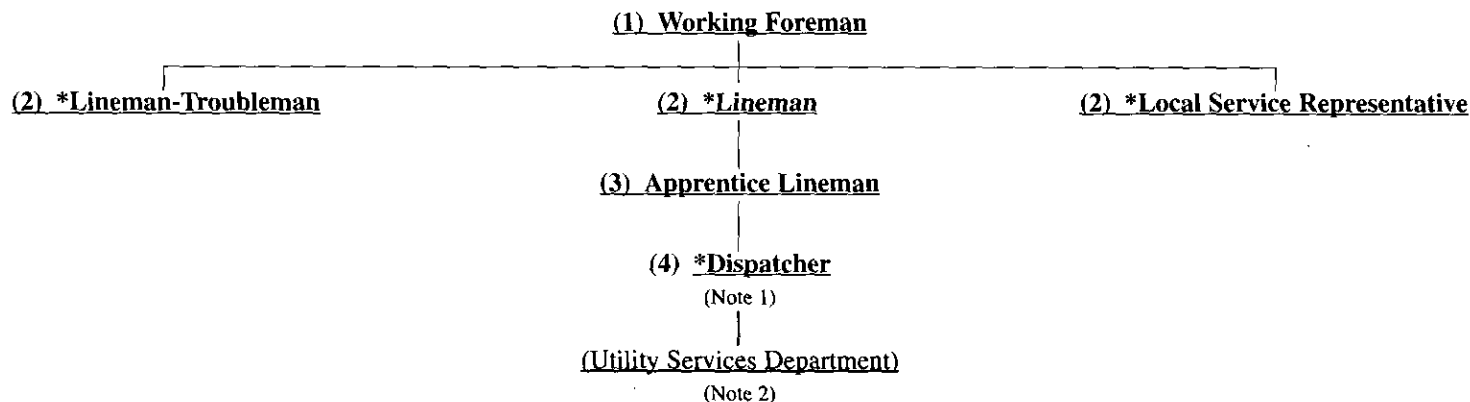 (1) Working Foreman
(2) *Lineman-Troubleman (2) *Lineman (2) *Local Service Representative
(3) Apprentice Lineman
(4) *Dispatcher
(Note 1)
(Utility Services Department)
(Note 2)